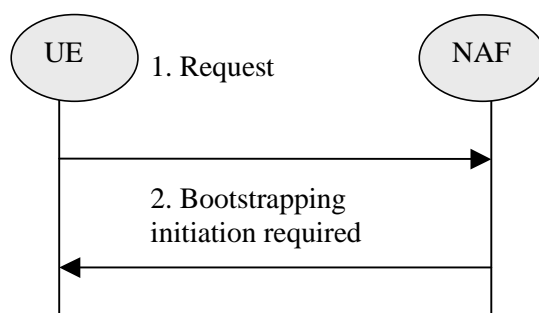 UE
NAF
1. Request
2. Bootstrapping
initiation required